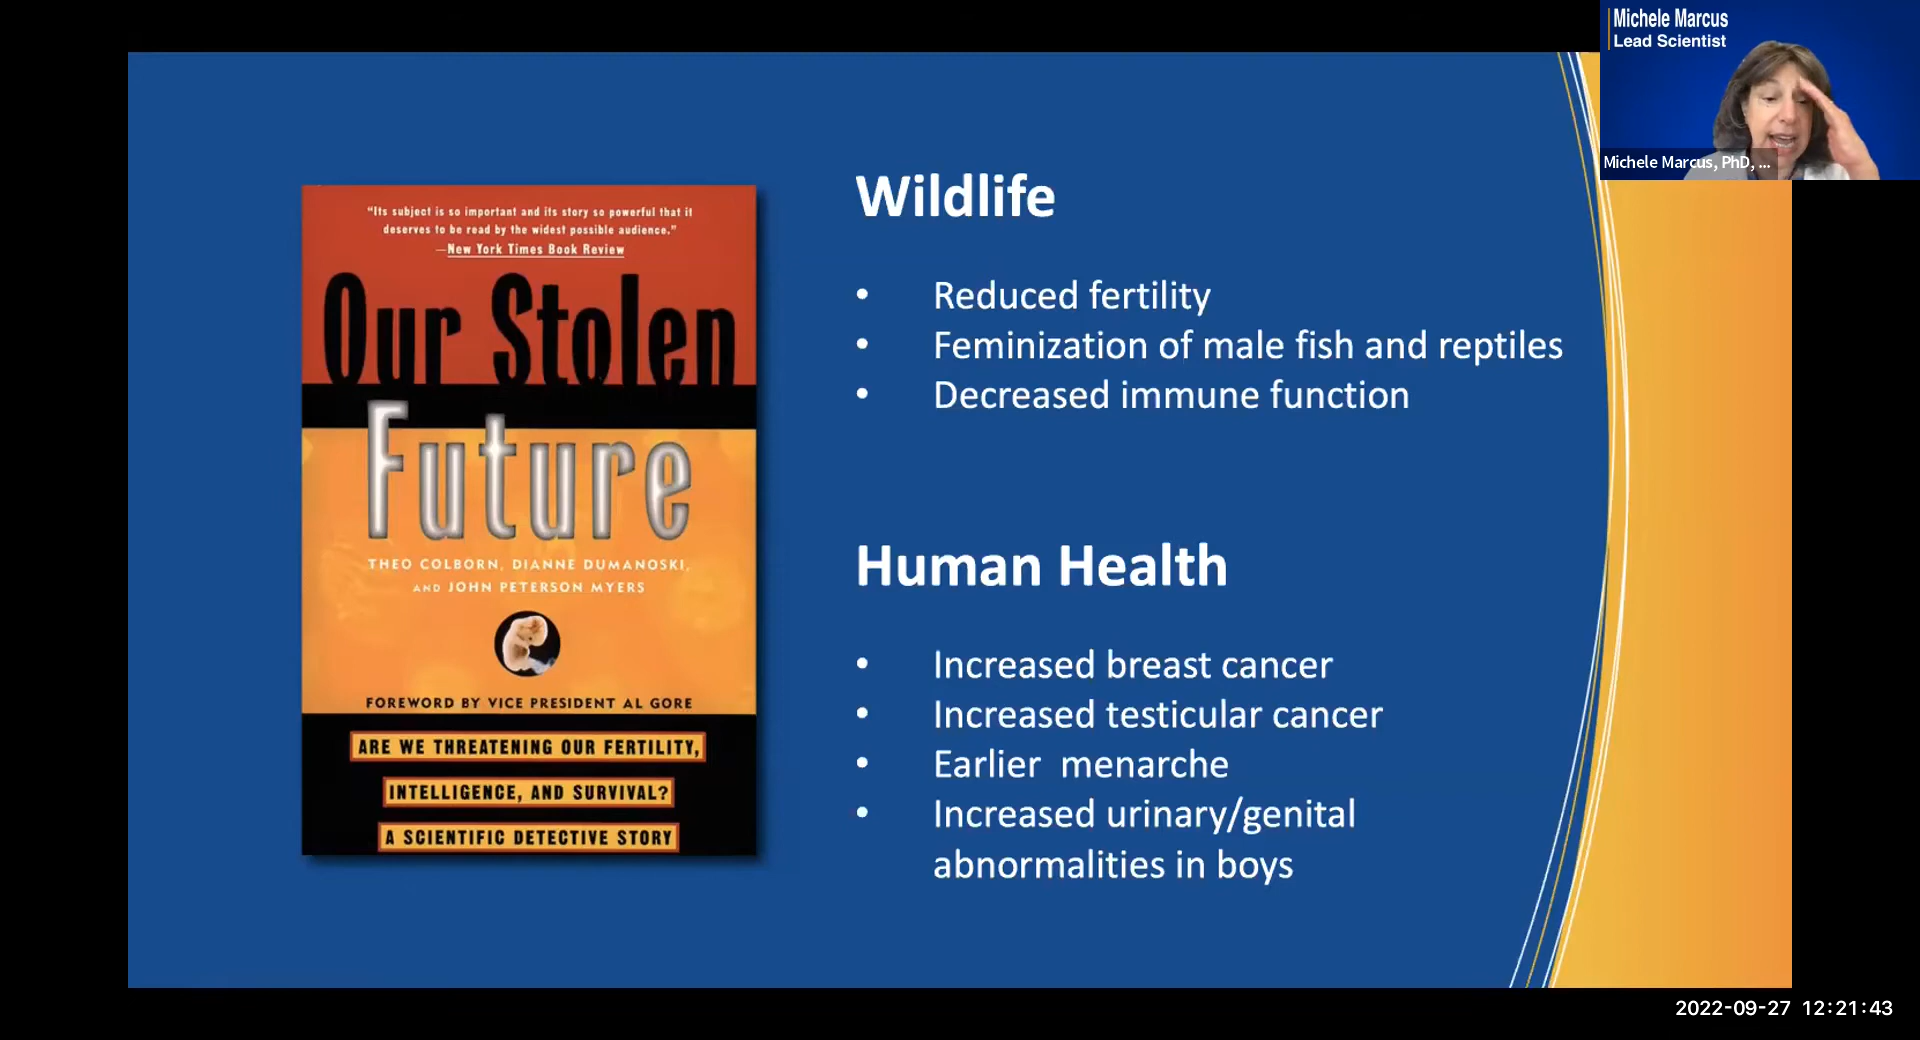 Michele Marcus
Lead Scientist
Michele Marcus, PhD, ...
"Its subject is so important and its story so powerful that it
deserves to be read by the widest possible audience."
—New York Times Book Review
Our Stolen
Future
THEO COLBORN, DIANNE DUMANOSKI,
AND JOHN PETERSON MYERS
FOREWORD BY VICE PRESIDENT AL GORE
ARE WE THREATENING OUR FERTILITY,
INTELLIGENCE, AND SURVIVAL?
A SCIENTIFIC DETECTIVE STORY
Wildlife
• Reduced fertility
• Feminization of male fish and reptiles
• Decreased immune function
Human Health
• Increased breast cancer
• Increased testicular cancer
• Earlier  menarche
• Increased urinary/genital
abnormalities in boys
2022-09-27 12:21:43